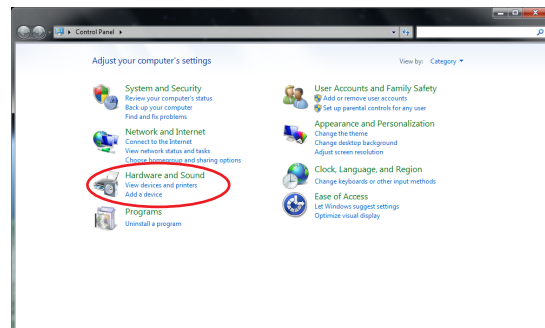 Control Panel
Adjust your computer's settings
View by: Category
System and Security
Review your computer's status
Back up your computer
Find and fix problems
Network and Internet
Connect to the Internet
View network status and tasks
Choose homegroup and sharing options
Hardware and Sound
View devices and printers
Add a device
Programs
Uninstall a program
User Accounts and Family Safety
Add or remove user accounts
Set up parental controls for any user
Appearance and Personalization
Change the theme
Change desktop background
Adjust screen resolution
Clock, Language, and Region
Change keyboards or other input methods
Ease of Access
Let Windows suggest settings
Optimize visual display